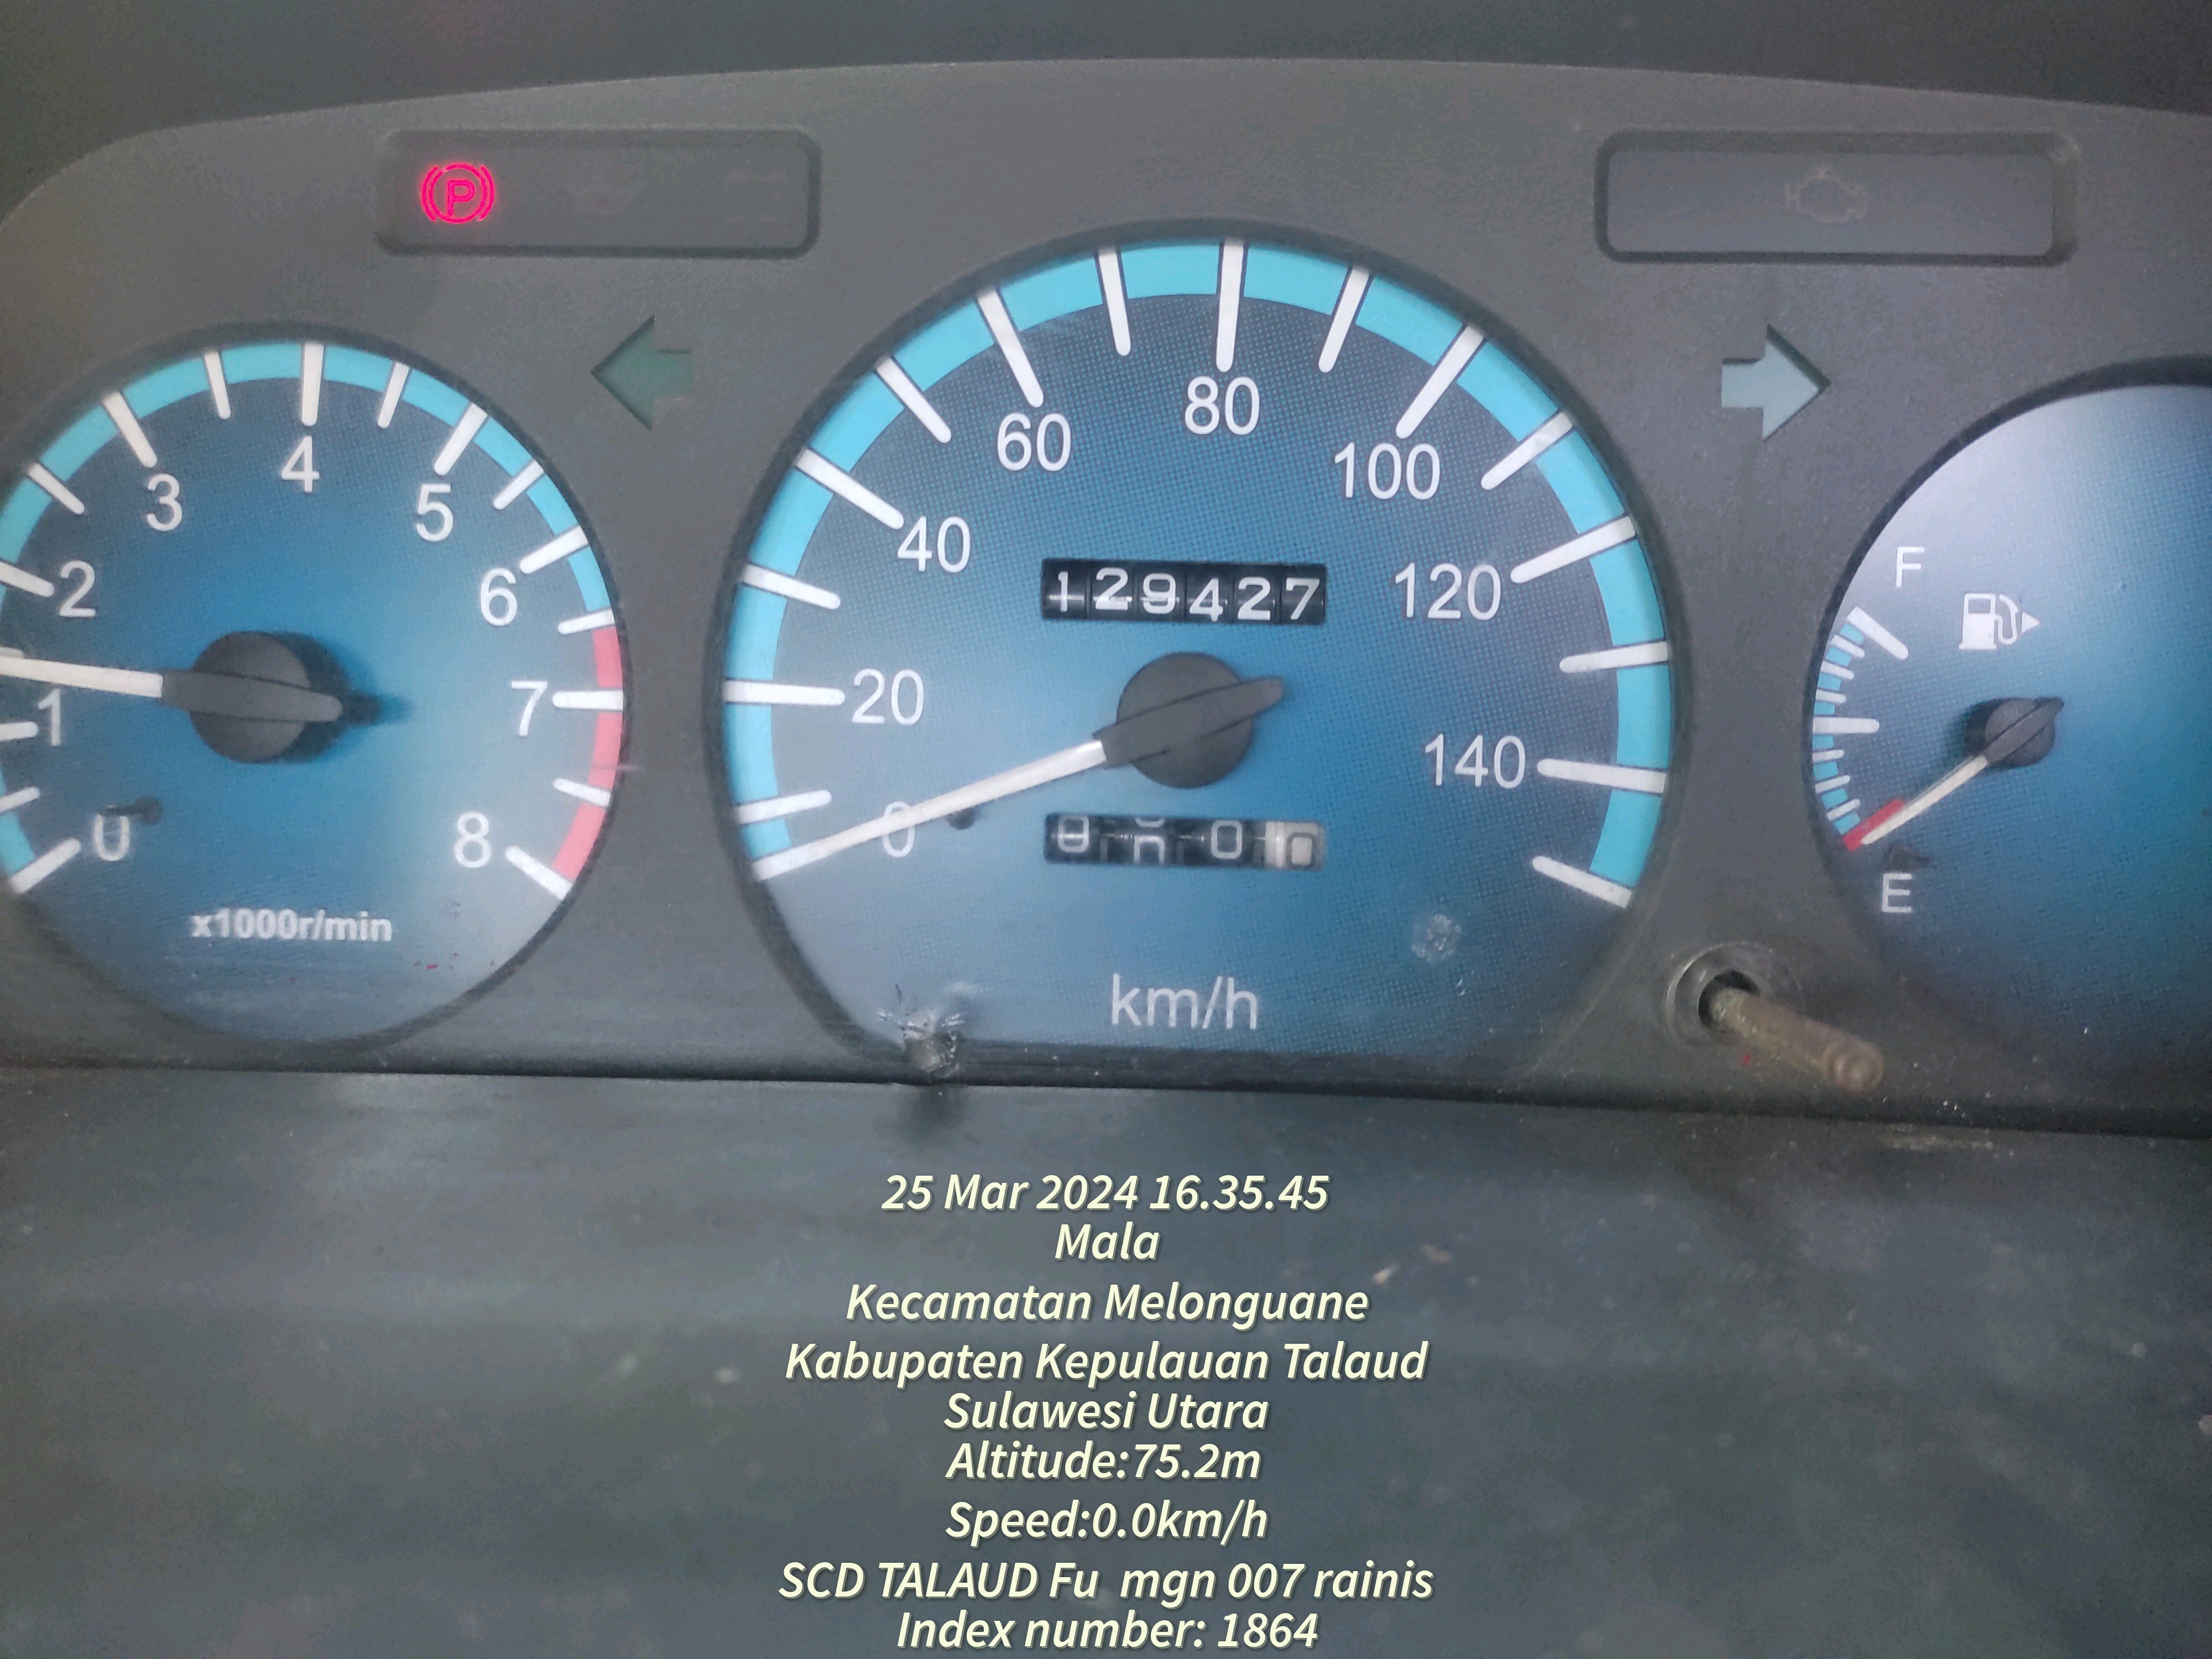 P
0 1 2 3 4 5 6 7 8
x1000r/min
0 20 40 60 80 100 120 140
129427
km/h
F
E
25 Mar 2024 16.35.45
Mala
Kecamatan Melonguane
Kabupaten Kepulauan Talaud
Sulawesi Utara
Altitude:75.2m
Speed:0.0km/h
SCD TALAUD Fu  mgn 007 rainis
Index number: 1864